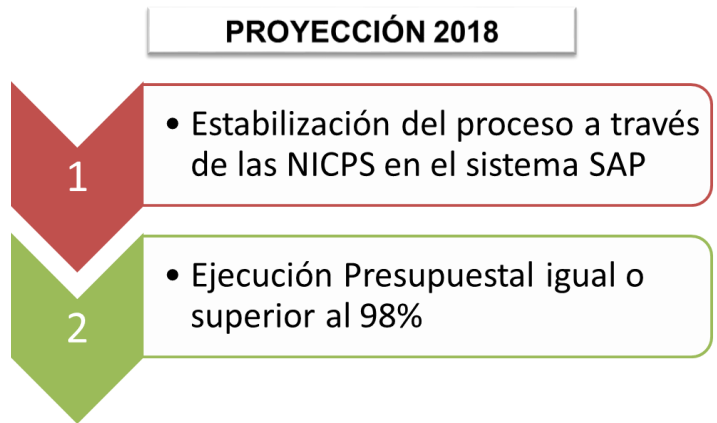 PROYECCIÓN 2018
1
• Estabilización del proceso a través
de las NICPS en el sistema SAP
2
• Ejecución Presupuestal igual o
superior al 98%